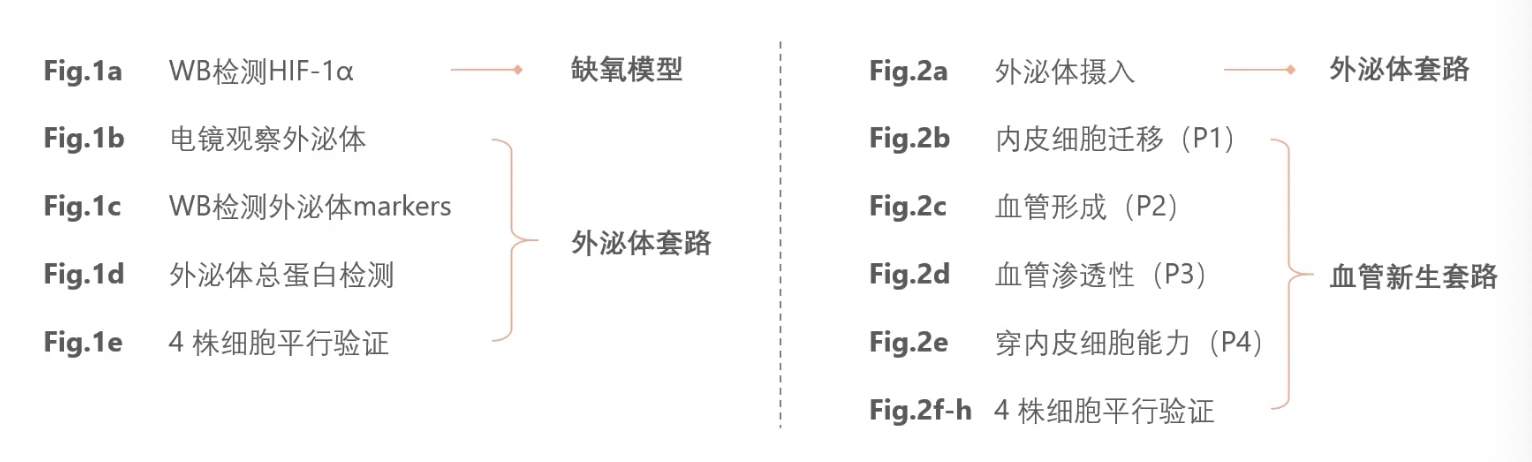 Fig.1a WB检测HIF-1α 缺氧模型
Fig.1b 电镜观察外泌体
Fig.1c WB检测外泌体markers
外泌体套路
Fig.1d 外泌体总蛋白检测
Fig.1e 4 株细胞平行验证
Fig.2a 外泌体摄入 外泌体套路
Fig.2b 内皮细胞迁移（P1）
Fig.2c 血管形成（P2）
Fig.2d 血管渗透性（P3） 血管新生套路
Fig.2e 穿内皮细胞能力（P4）
Fig.2f-h 4 株细胞平行验证